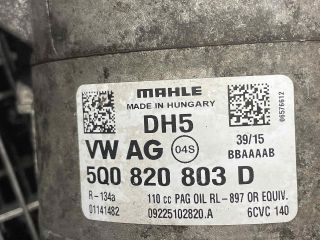 MAHLE
MADE IN HUNGARY
DH5
VW AG 04S
39/15
BBAAAAB
5Q0 820 803 D
R-134a
110 cc PAG OIL RL-897 OR EQUIV.
01141482
09225102820.A
6CVC 140
06576612